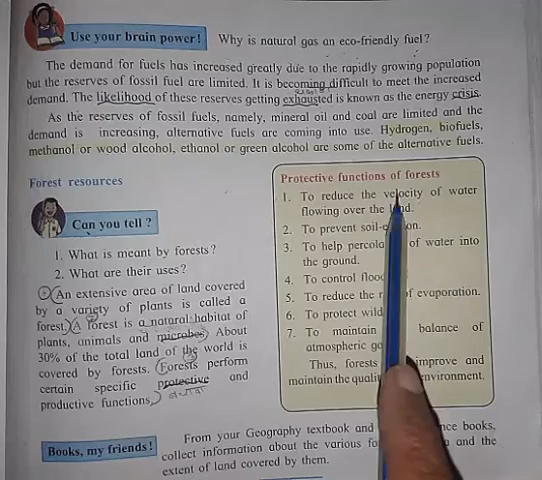 Use your brain power! Why is natural gas an eco-friendly fuel?
The demand for fuels has increased greatly due to the rapidly growing population
but the reserves of fossil fuel are limited. It is becoming difficult to meet the increased
demand. The likelihood of these reserves getting exhausted is known as the energy crisis.
As the reserves of fossil fuels, namely, mineral oil and coal are limited and the
demand is increasing, alternative fuels are coming into use. Hydrogen, biofuels,
methanol or wood alcohol, ethanol or green alcohol are some of the alternative fuels.
Forest resources
Can you tell ?
1. What is meant by forests?
2. What are their uses?
An extensive area of land covered
by a variety of plants is called a
forest. A forest is a natural habitat of
plants, animals and microbes. About
30% of the total land of the world is
covered by forests. Forests perform
certain specific protective and
productive functions.
Protective functions of forests
1. To reduce the velocity of water
flowing over the land.
2. To prevent soil-
3. To help of water into
the ground.
4. To control
5. To reduce the of evaporation.
6. To protect
7. To maintain balance of
atmospheric
Thus, forests improve and
maintain the
Books, my friends !
From your Geography textbook and books,
collect information about the various and the
extent of land covered by them.